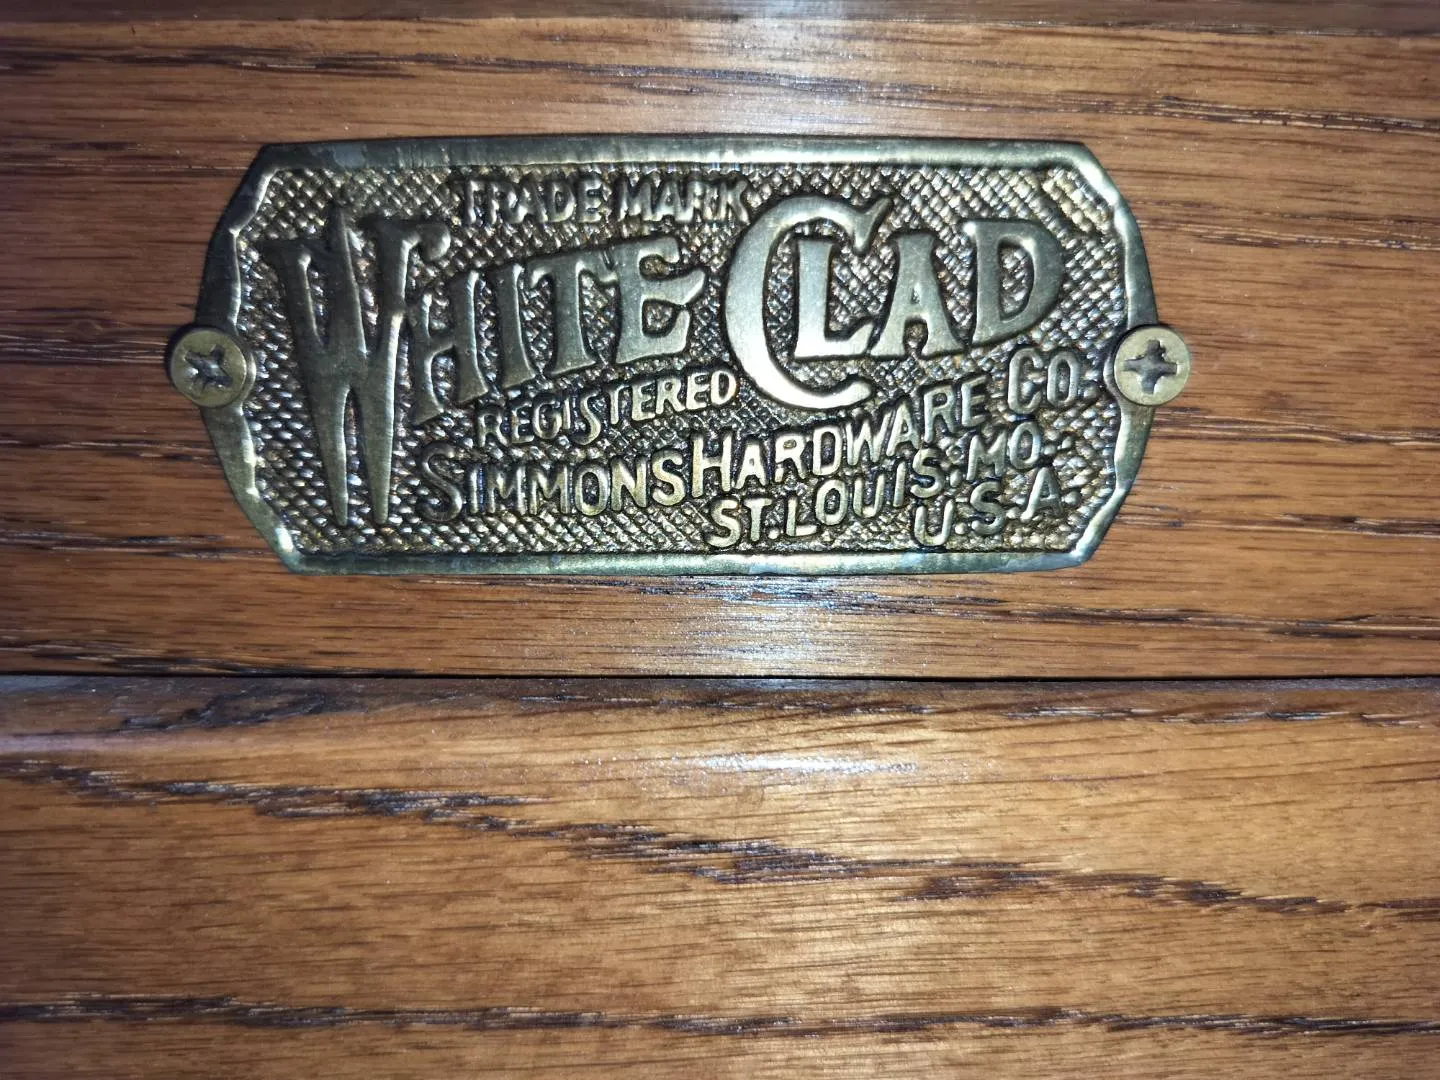 TRADE MARK
WHITE CLAD
REGISTERED
SIMMONS HARDWARE CO.
ST. LOUIS, MO.
U.S.A.